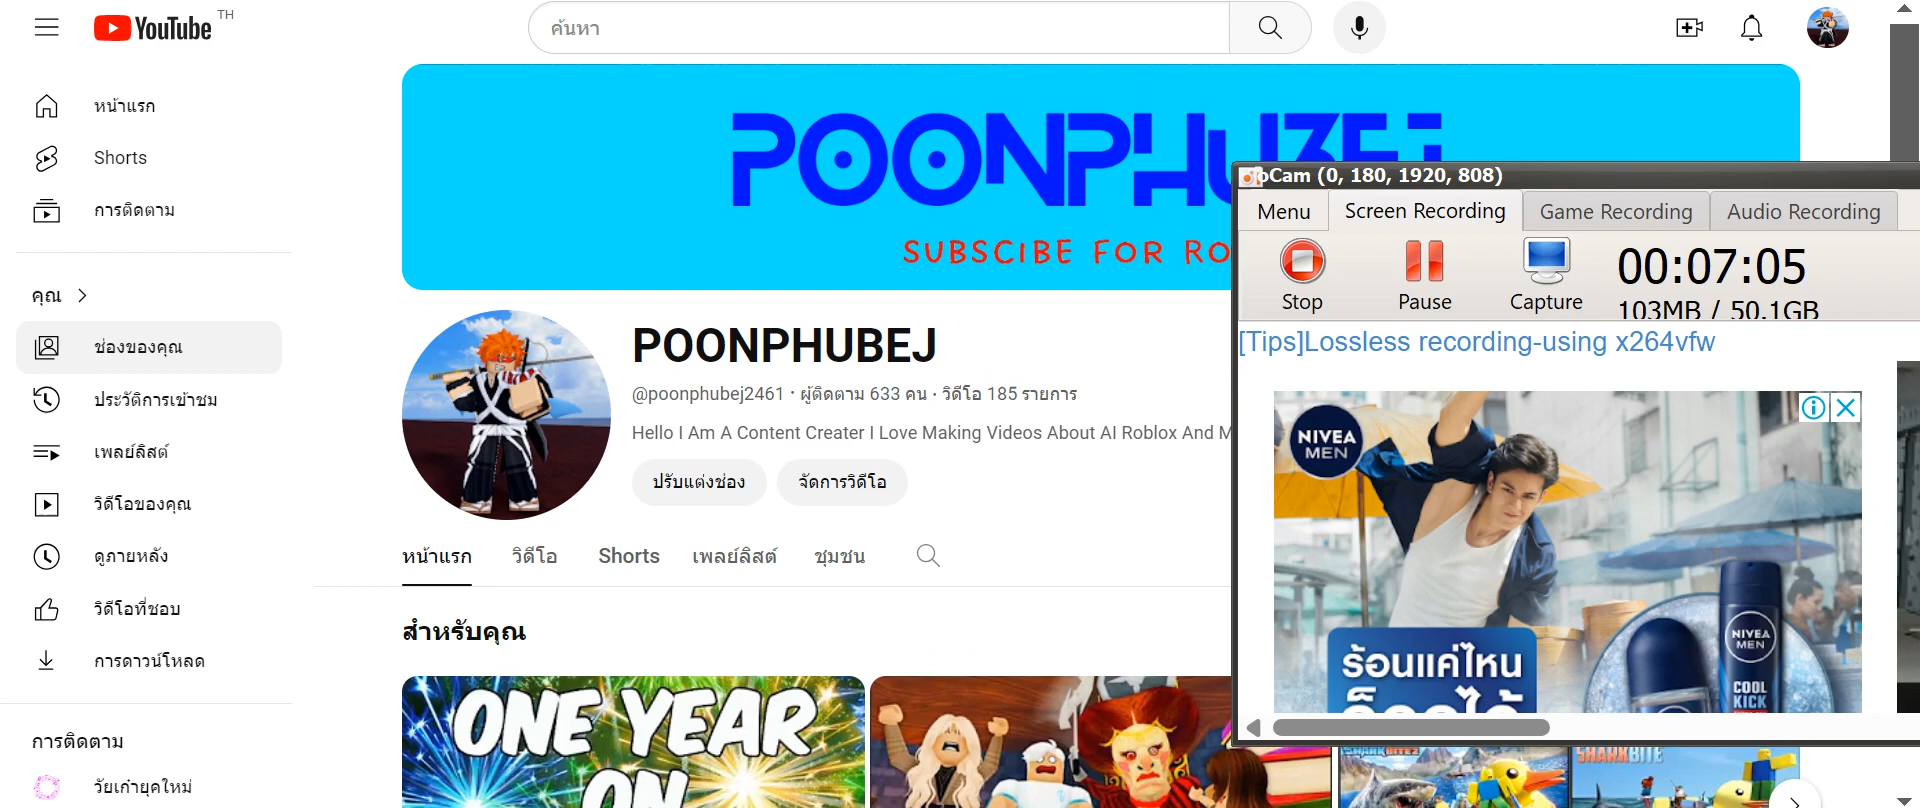 YouTube TH
ค้นหา
หน้าแรก
Shorts
การติดตาม
คุณ
ช่องของคุณ
ประวัติการเข้าชม
เพลย์ลิสต์
วิดีโอของคุณ
ดูภายหลัง
วิดีโอที่ชอบ
การดาวน์โหลด
การติดตาม
วัยเก๋ายุคใหม่
POONPHUBEJ
SUBSCIBE FOR RO
POONPHUBEJ
@poonphubej2461 · ผู้ติดตาม 633 คน · วิดีโอ 185 รายการ
Hello I Am A Content Creater I Love Making Videos About AI Roblox And M
ปรับแต่งช่อง จัดการวิดีโอ
หน้าแรก วิดีโอ Shorts เพลย์ลิสต์ ชุมชน
สำหรับคุณ
ONE YEAR
ON
oCam (0, 180, 1920, 808)
Menu Screen Recording Game Recording Audio Recording
Stop Pause Capture 00:07:05
103MB / 50.1GB
[Tips]Lossless recording-using x264vfw
NIVEA
MEN
ร้อนแค่ไหน
NIVEA
MEN
COOL
KICK
SHARKBITE2
SHARKBITE